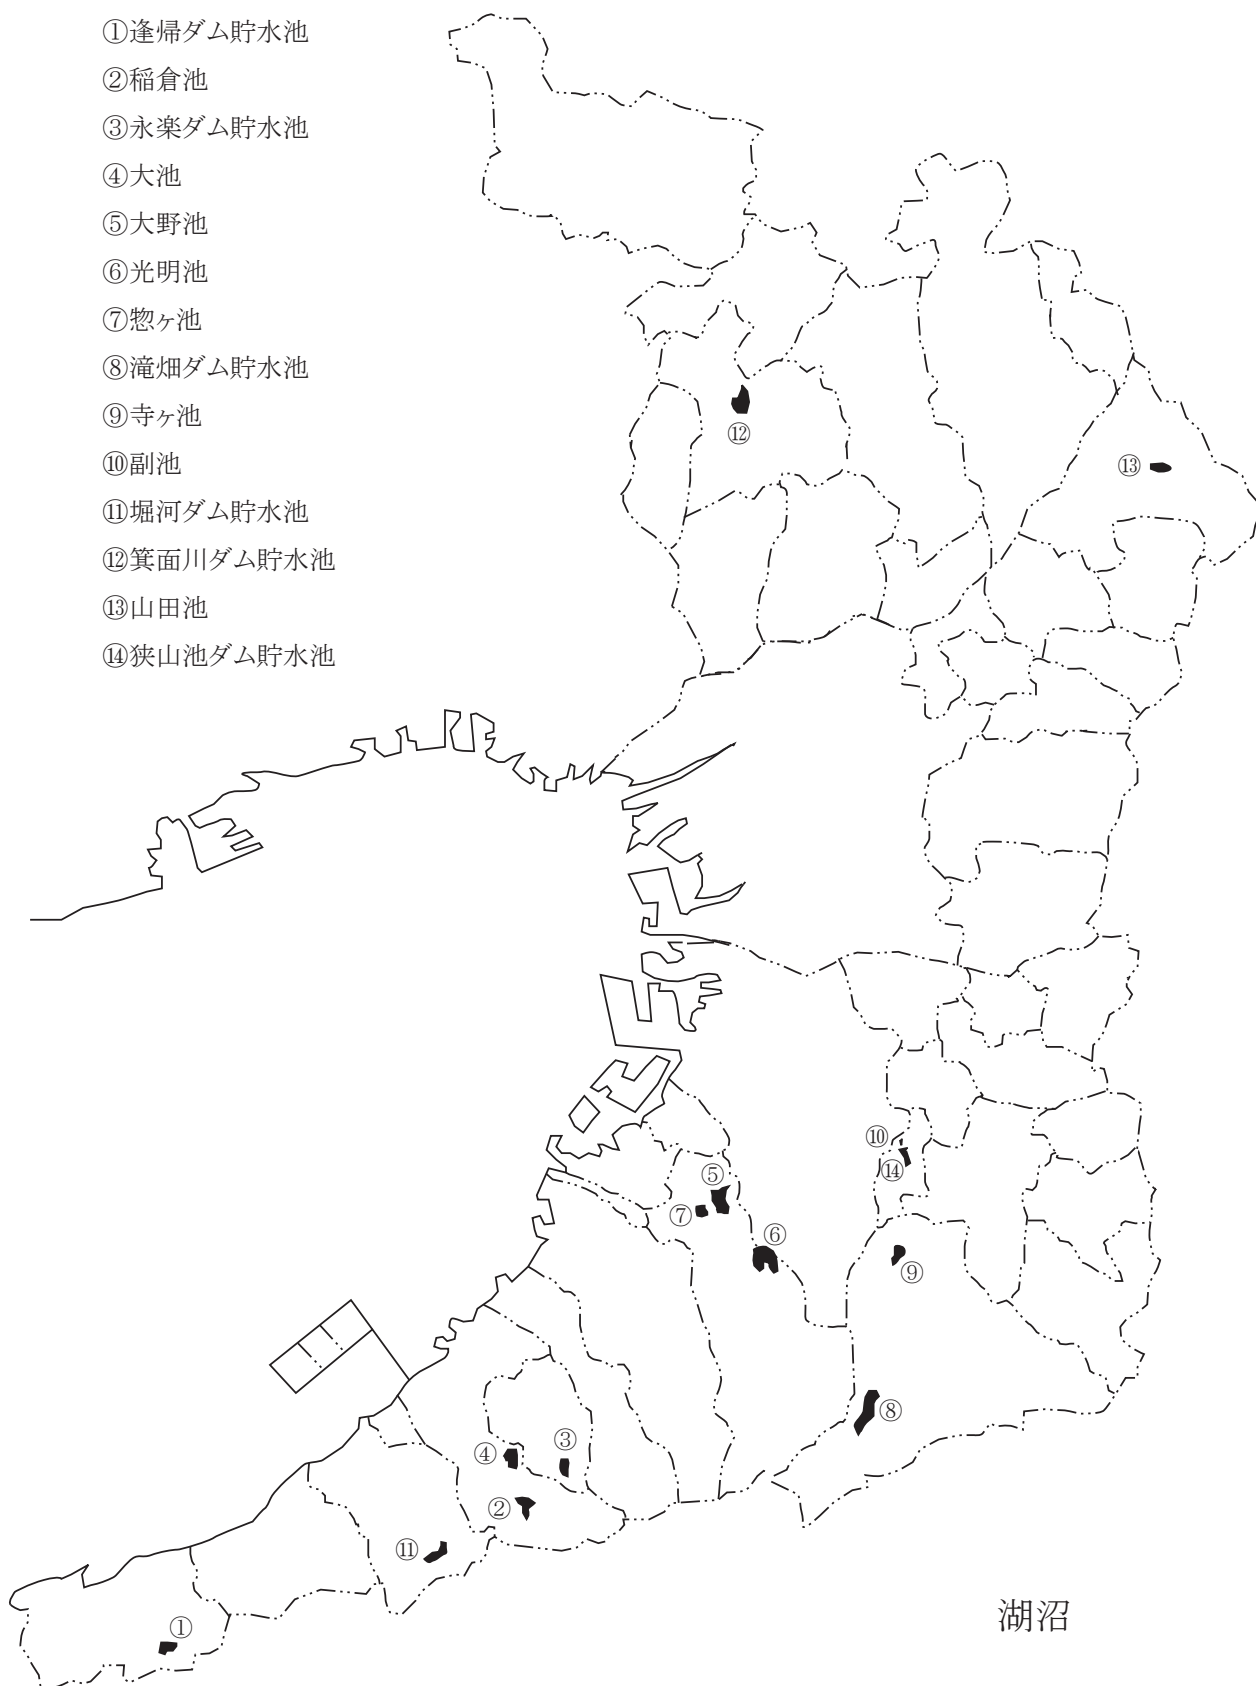 ①逢帰ダム貯水池
②稲倉池
③永楽ダム貯水池
④大池
⑤大野池
⑥光明池
⑦惣ヶ池
⑧滝畑ダム貯水池
⑨寺ヶ池
⑩副池
⑪堀河ダム貯水池
⑫箕面川ダム貯水池
⑬山田池
⑭狭山池ダム貯水池
⑫
⑬
⑩
⑭
⑤
⑦
⑥
⑨
⑧
③
④
②
⑪
①
湖沼